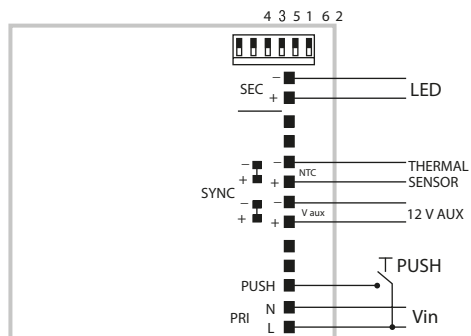 4 3 5 1 6 2
SEC
−
+
LED
−
+
NTC
THERMAL
SENSOR
SYNC
−
+
−
+
−
+
V aux
12 V AUX
PUSH
PUSH
PRI
N
L
Vin